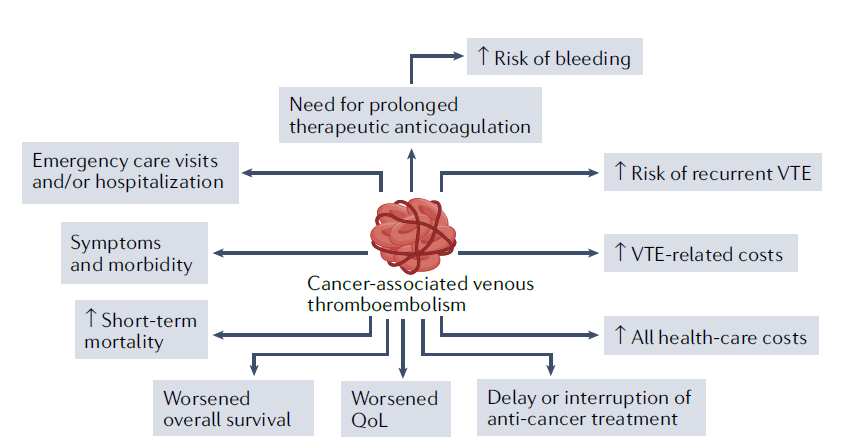 ↑ Risk of bleeding
Need for prolonged
therapeutic anticoagulation
Emergency care visits
and/or hospitalization
↑ Risk of recurrent VTE
Symptoms
and morbidity
↑ VTE-related costs
Cancer-associated venous
thromboembolism
↑ Short-term
mortality
↑ All health-care costs
Worsened
overall survival
Worsened
QoL
Delay or interruption of
anti-cancer treatment